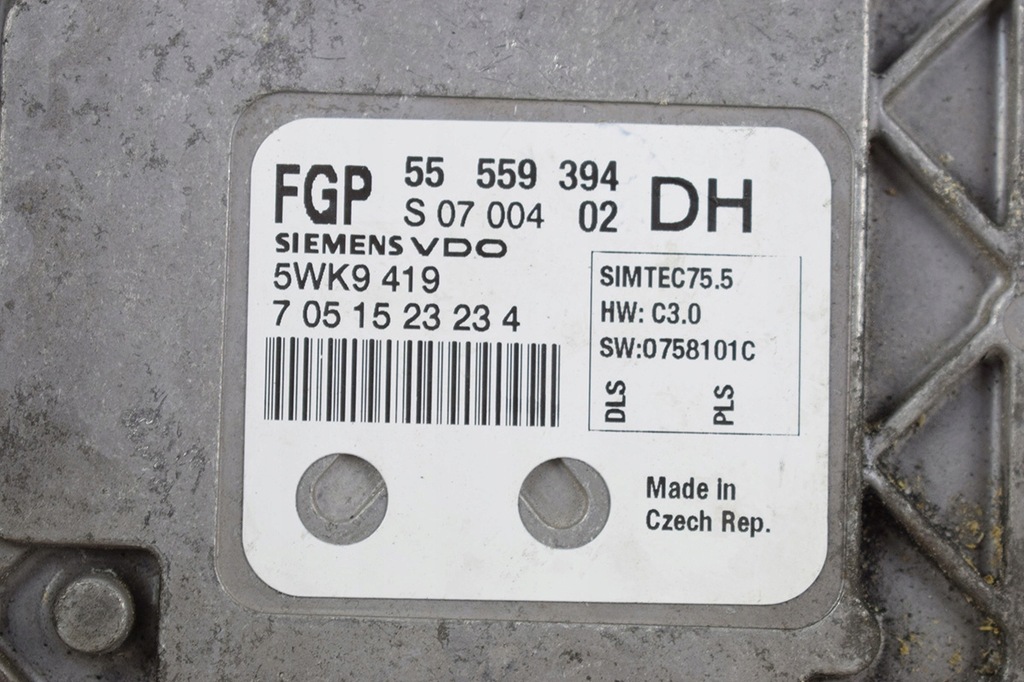 FGP 55 559 394 DH
S 07 004 02
SIEMENS VDO
5WK9 419
7 05 15 23 23 4
SIMTEC75.5
HW: C3.0
SW:0758101C
DLS PLS
Made in
Czech Rep.